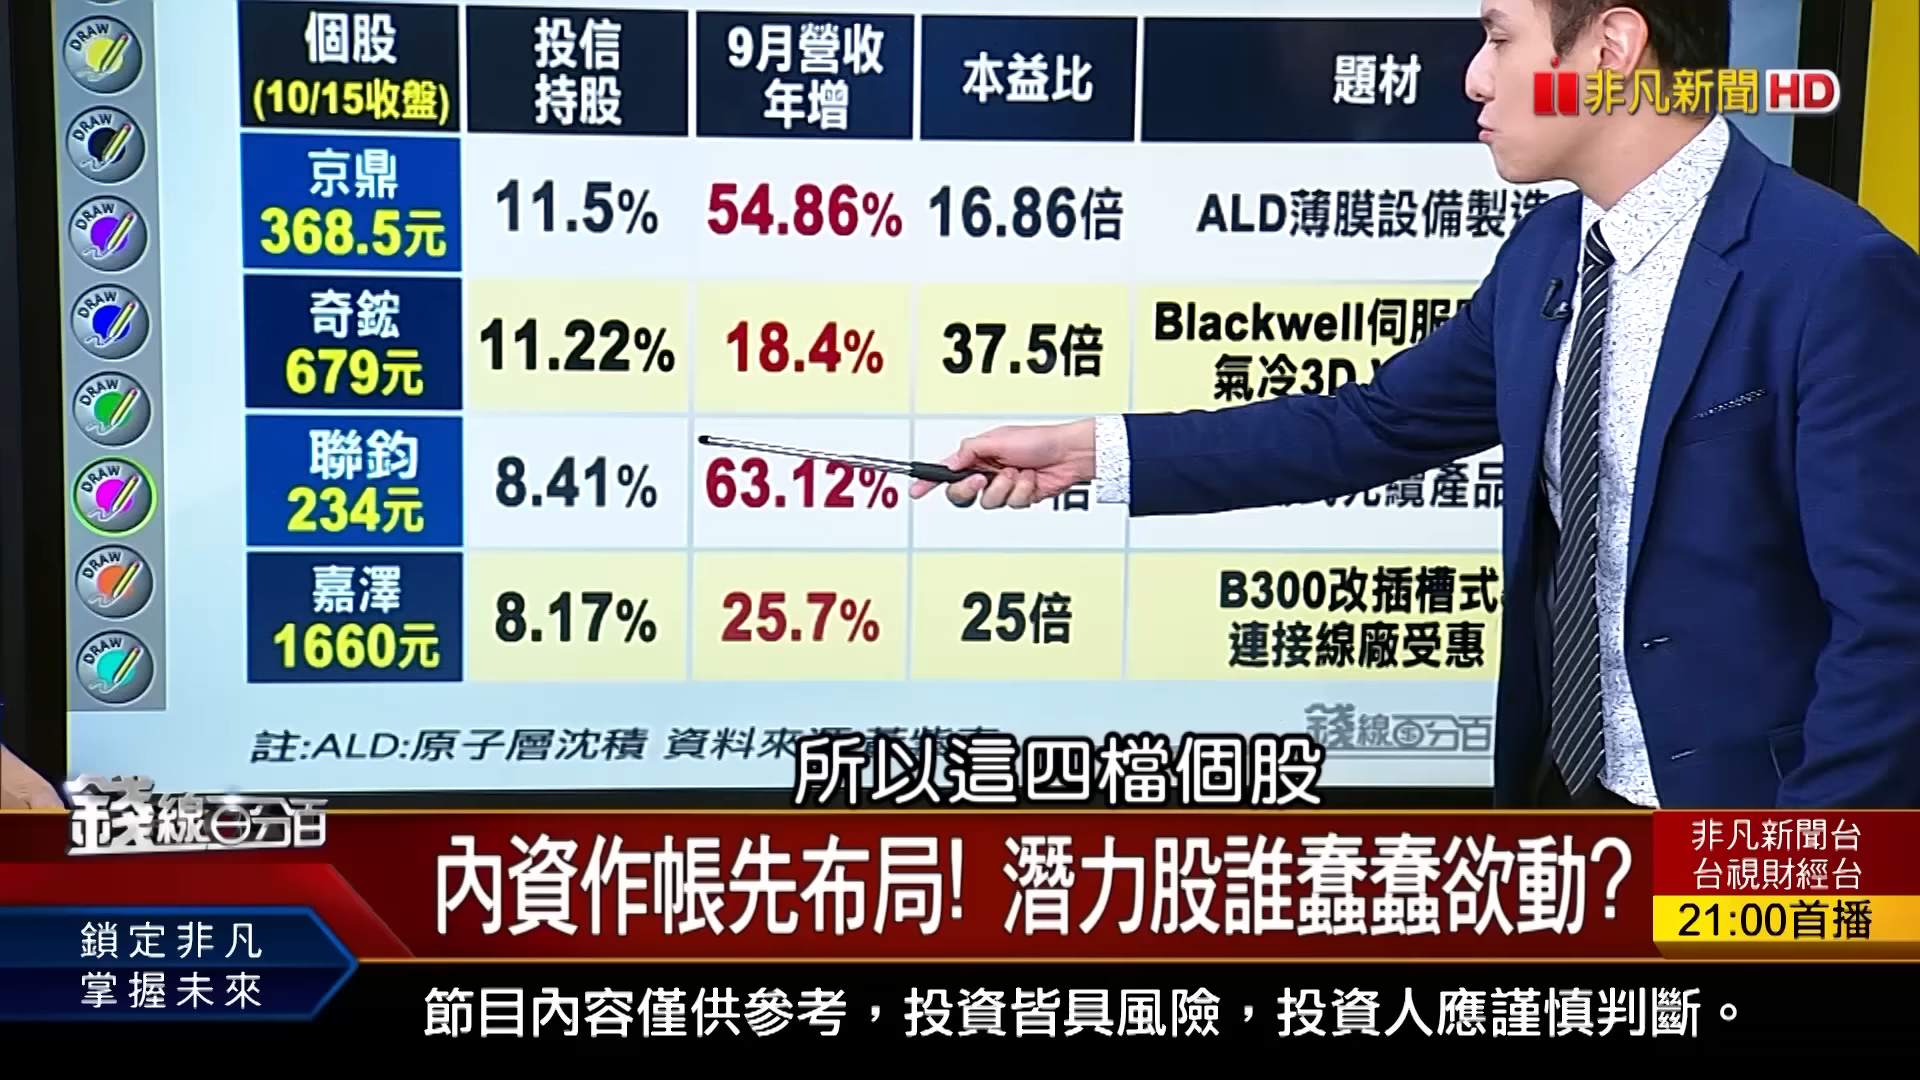 DRAW
DRAW
DRAW
DRAW
DRAW
DRAW
DRAW
DRAW
個股
(10/15收盤)
投信
持股
9月營收
年增
本益比
題材
非凡新聞HD
京鼎
368.5元
11.5%
54.86%
16.86倍
ALD薄膜設備製造
奇鋐
679元
11.22%
18.4%
37.5倍
Blackwell伺服
氣冷3D
聯鈞
234元
8.41%
63.12%
倍
產品
嘉澤
1660元
8.17%
25.7%
25倍
B300改插槽式
連接線廠受惠
註:ALD:原子層沈積 資料來
錢線百分百
所以這四檔個股
錢線百分百
內資作帳先布局! 潛力股誰蠢蠢欲動?
非凡新聞台
台視財經台
21:00首播
鎖定非凡
掌握未來
節目內容僅供參考，投資皆具風險，投資人應謹慎判斷。